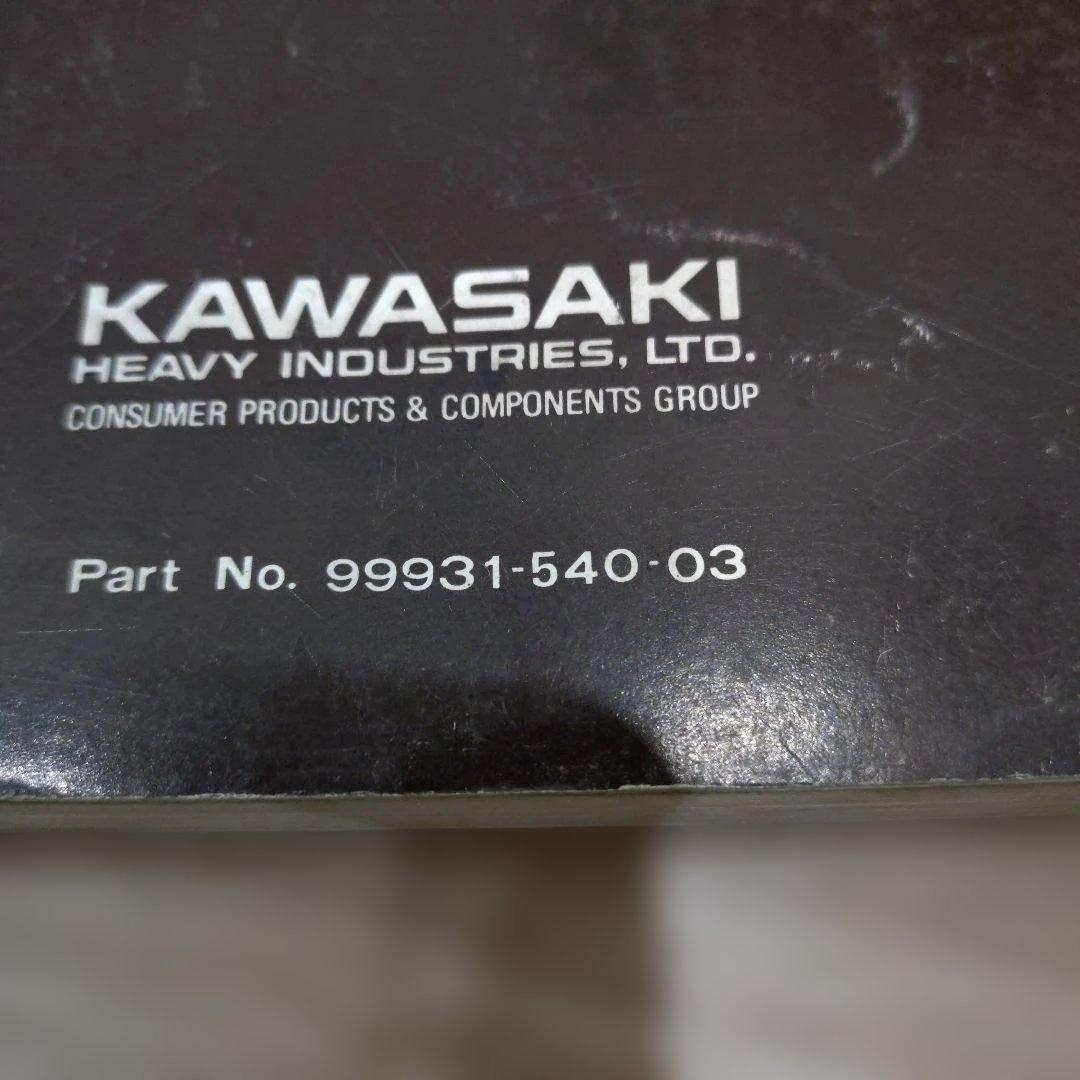 KAWASAKI
HEAVY INDUSTRIES, LTD.
CONSUMER PRODUCTS & COMPONENTS GROUP
Part No. 99931-540-03